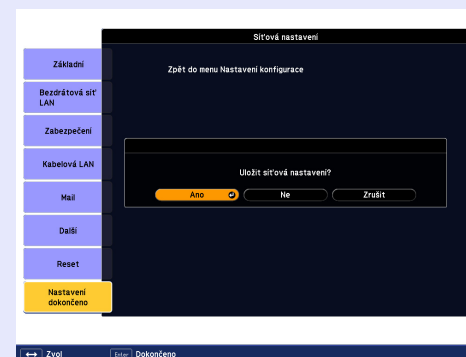 Síťová nastavení
Základní
Zpět do menu Nastavení konfigurace
Bezdrátová síť
LAN
Zabezpečení
Kabelová LAN
Uložit síťová nastavení?
Ano
Ne
Zrušit
Mail
Další
Reset
Nastavení
dokončeno
Zvol
Enter Dokončeno